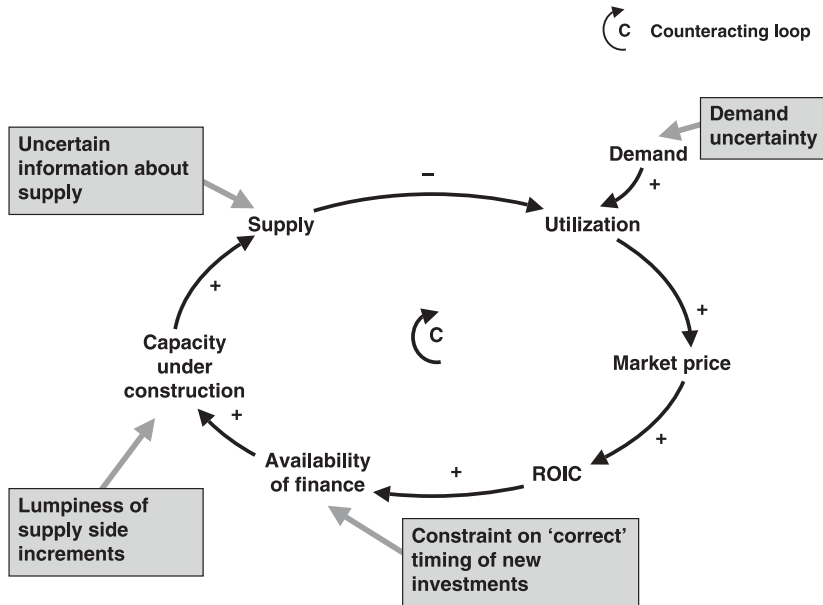 C Counteracting loop
Demand
uncertainty
Uncertain
information about
supply
Demand
+
–
Supply
Utilization
+
+
C
Capacity
under
construction
Market price
+
+
Availability
of finance
+
ROIC
Lumpiness of
supply side
increments
Constraint on ‘correct’
timing of new
investments